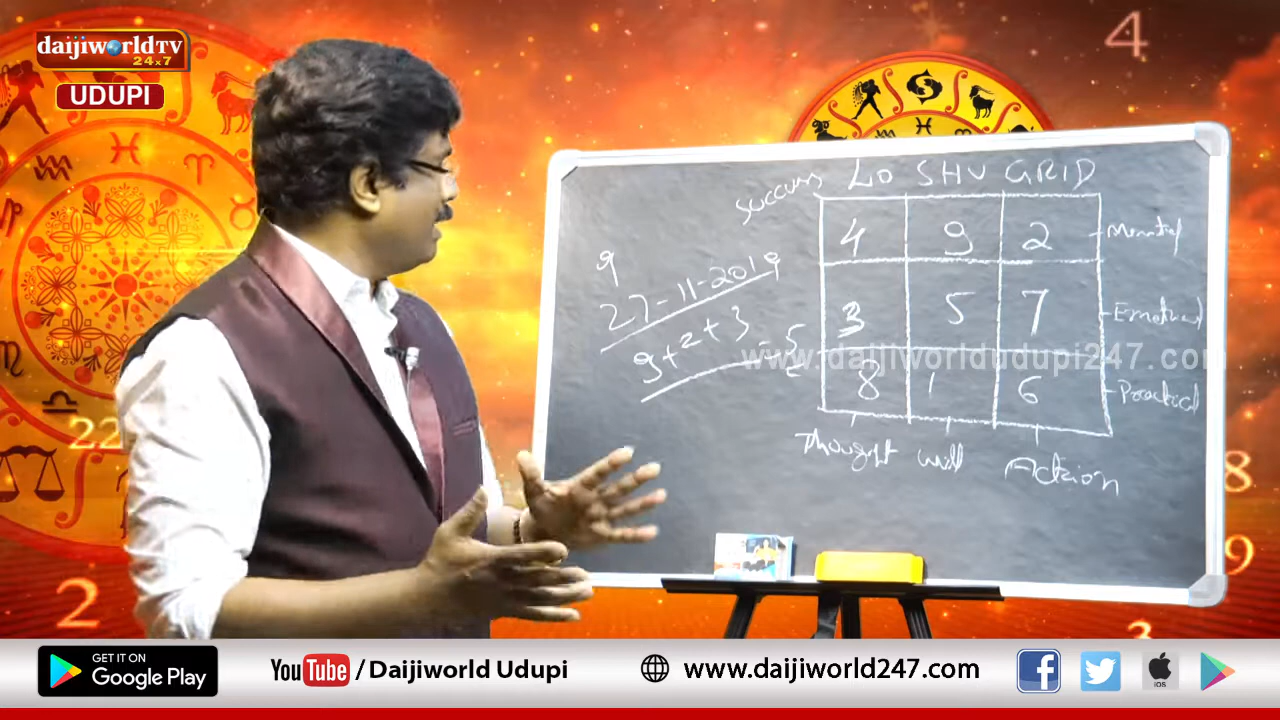 daijiworldTV
24x7
UDUPI
4
LO SHU GRID
Success
4 9 2 Mental
9
27-11-2019
3 5 7 Emotional
9+2+3=5
www.daijiworldudupi247.com
8 1 6 Practical
Thought will Action
22
8
9
2
3
GET IT ON
Google Play
YouTube / Daijiworld Udupi
www.daijiworld247.com
iOS